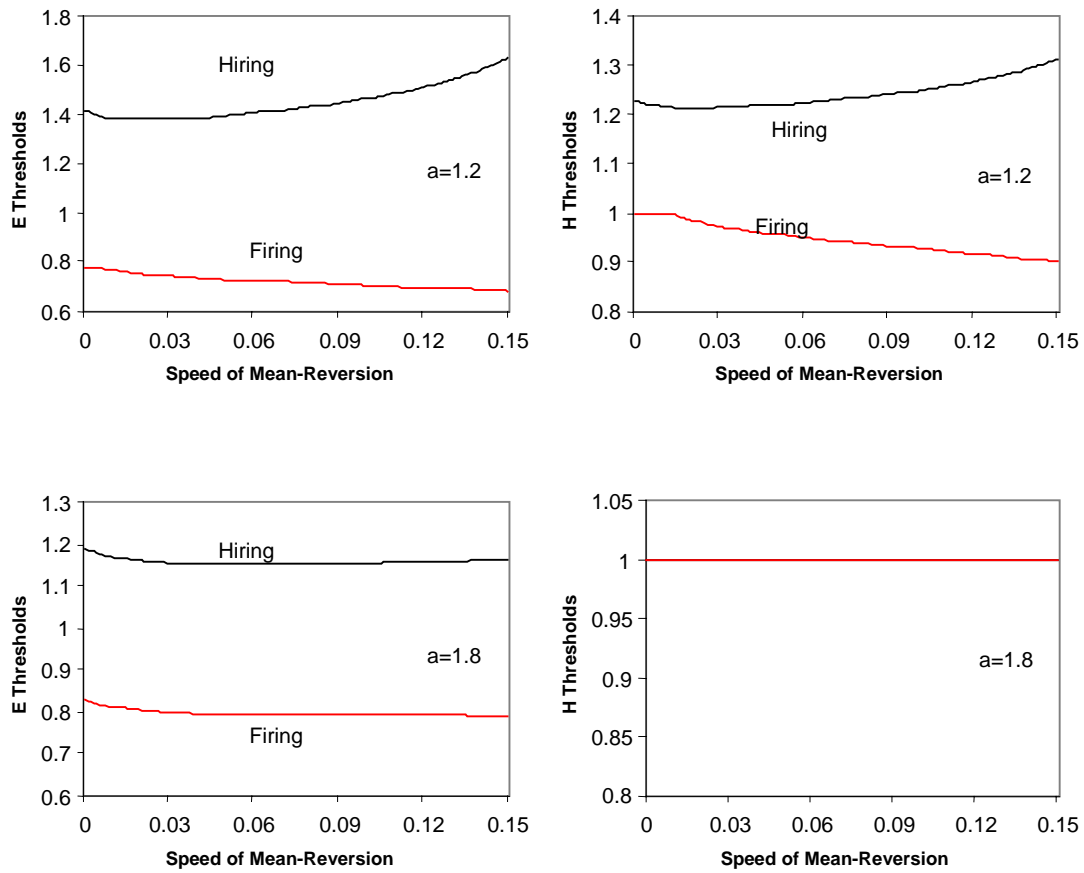 E Thresholds
1.8
1.6
1.4
1.2
1
0.8
0.6
Hiring
a=1.2
Firing
0 0.03 0.06 0.09 0.12 0.15
Speed of Mean-Reversion
H Thresholds
1.4
1.3
1.2
1.1
1
0.9
0.8
Hiring
a=1.2
Firing
0 0.03 0.06 0.09 0.12 0.15
Speed of Mean-Reversion
E Thresholds
1.3
1.2
1.1
1
0.9
0.8
0.7
0.6
Hiring
a=1.8
Firing
0 0.03 0.06 0.09 0.12 0.15
Speed of Mean-Reversion
H Thresholds
1.05
1
0.95
0.9
0.85
0.8
a=1.8
0 0.03 0.06 0.09 0.12 0.15
Speed of Mean-Reversion